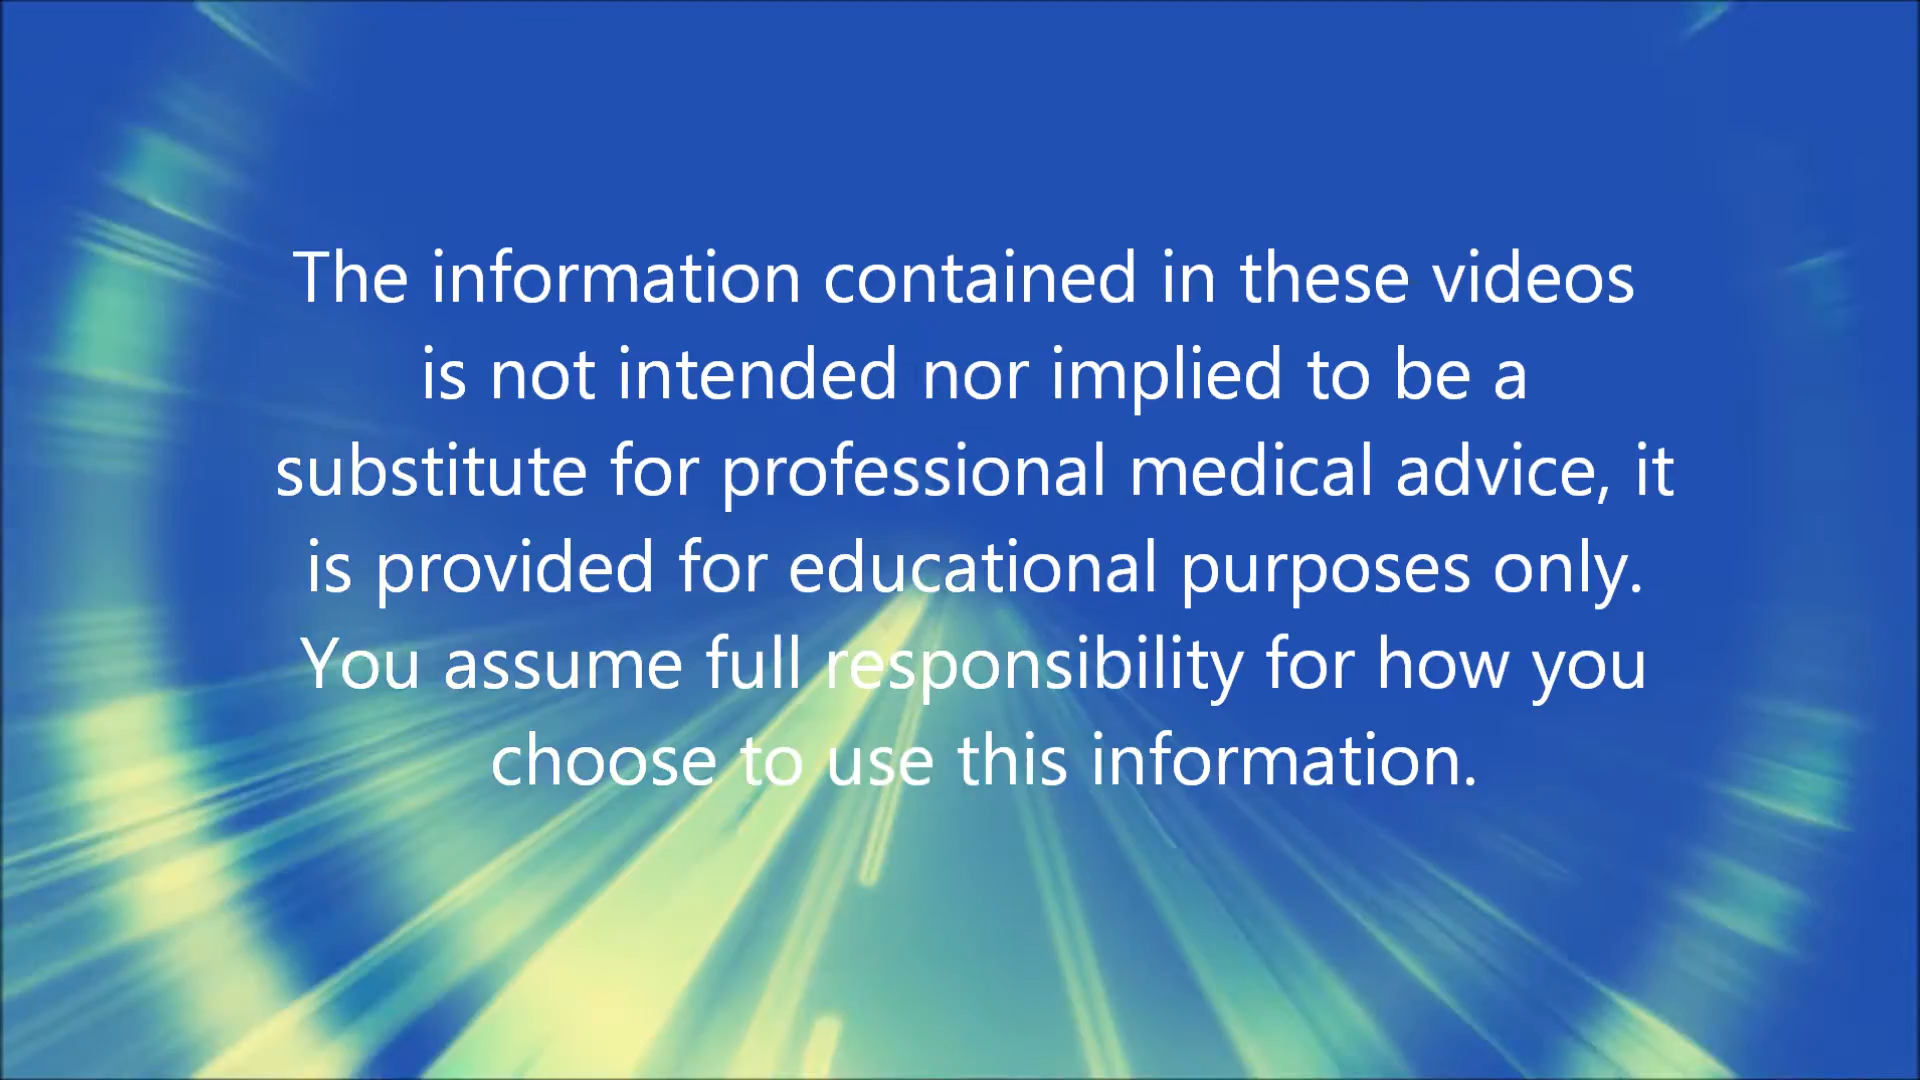 The information contained in these videos
is not intended nor implied to be a
substitute for professional medical advice, it
is provided for educational purposes only.
You assume full responsibility for how you
choose to use this information.